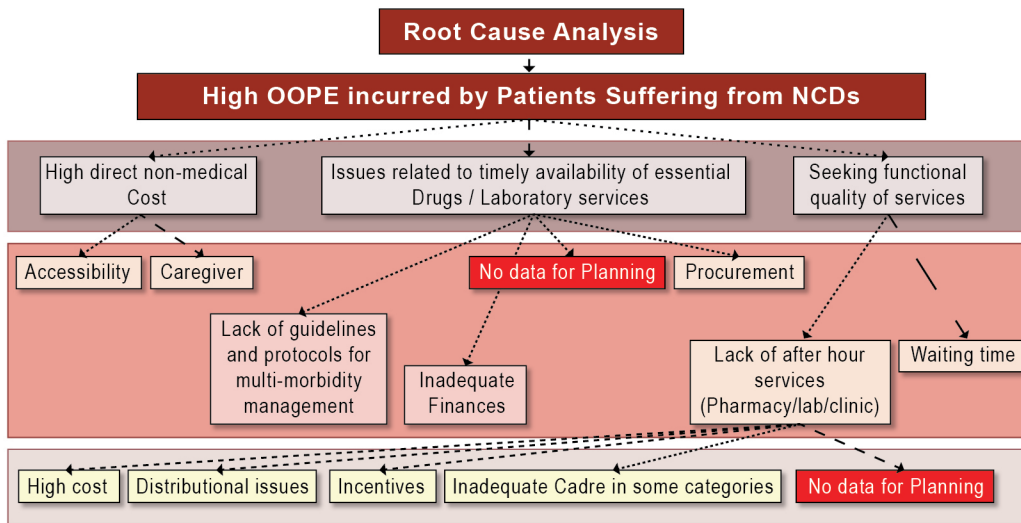 Root Cause Analysis
High OOPE incurred by Patients Suffering from NCDs
High direct non-medical
Cost
Issues related to timely availability of essential
Drugs / Laboratory services
Seeking functional
quality of services
Accessibility
Caregiver
No data for Planning
Procurement
Lack of guidelines
and protocols for
multi-morbidity
management
Inadequate
Finances
Lack of after hour
services
(Pharmacy/lab/clinic)
Waiting time
High cost
Distributional issues
Incentives
Inadequate Cadre in some categories
No data for Planning